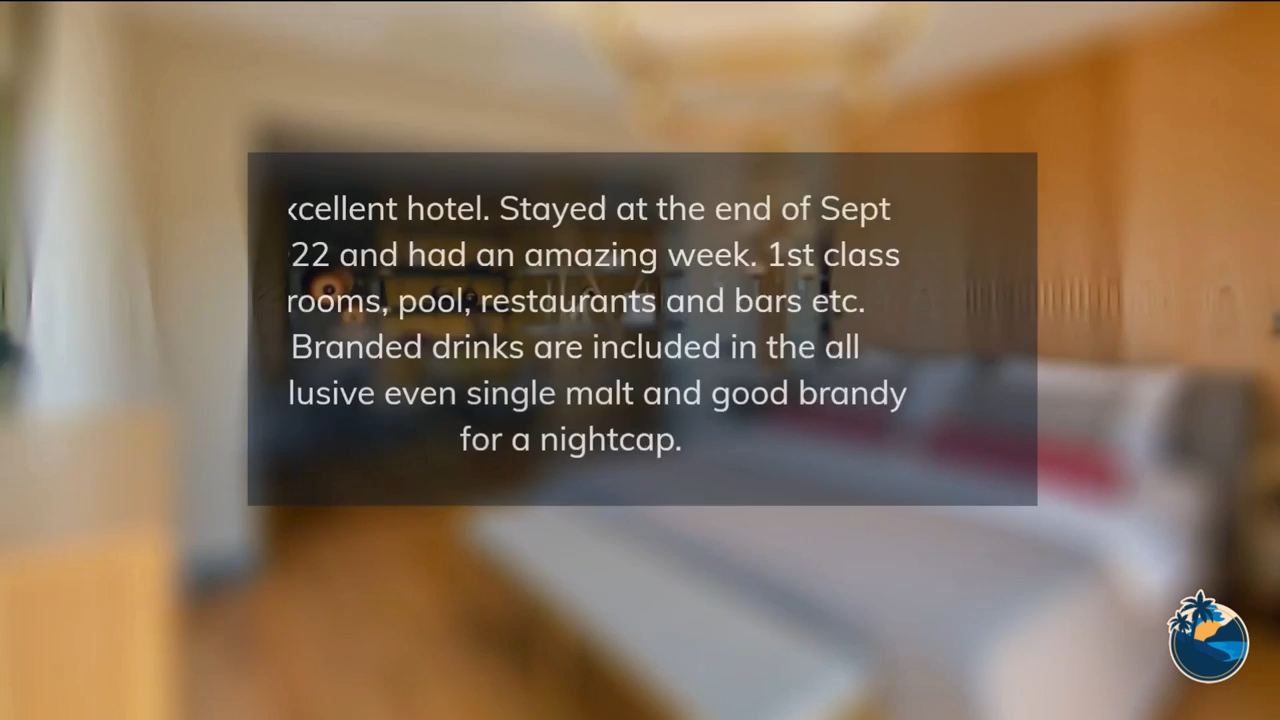 xcellent hotel. Stayed at the end of Sept
22 and had an amazing week. 1st class
rooms, pool, restaurants and bars etc.
Branded drinks are included in the all
lusive even single malt and good brandy
for a nightcap.